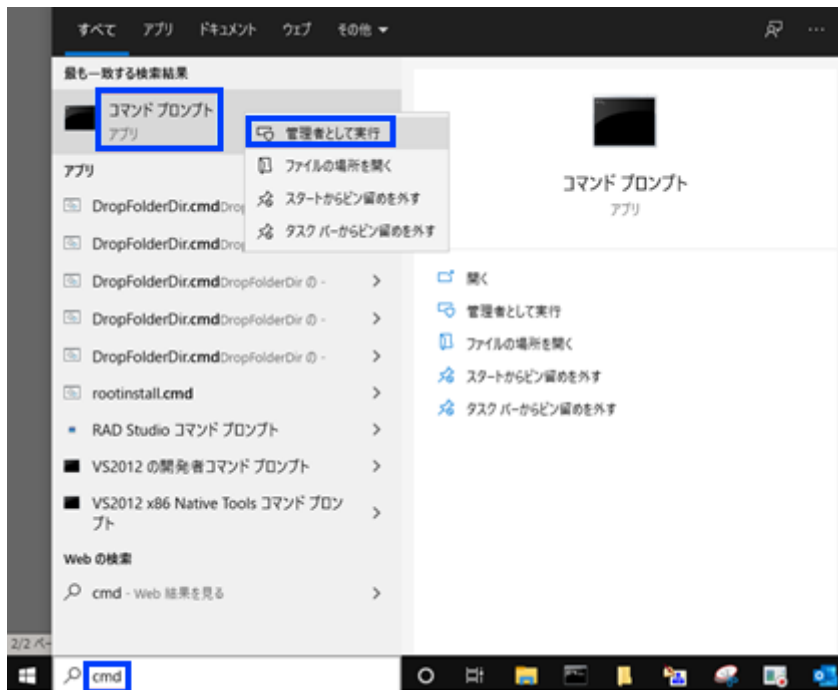 すべて アプリ ドキュメント ウェブ その他 ▼
最も一致する検索結果
コマンド プロンプト
アプリ
管理者として実行
ファイルの場所を開く
スタートからピン留めを外す
タスク バーからピン留めを外す
アプリ
DropFolderDir.cmd
DropFolderDir.cmd
DropFolderDir.cmdDropFolderDir の -
DropFolderDir.cmdDropFolderDir の -
DropFolderDir.cmdDropFolderDir の -
rootinstall.cmd
RAD Studio コマンド プロンプト
VS2012 の開発者コマンド プロンプト
VS2012 x86 Native Tools コマンド プロン
プト
Web の検索
cmd - Web 結果を見る
コマンド プロンプト
アプリ
開く
管理者として実行
ファイルの場所を開く
スタートからピン留めを外す
タスク バーからピン留めを外す
2/2 ペー
cmd